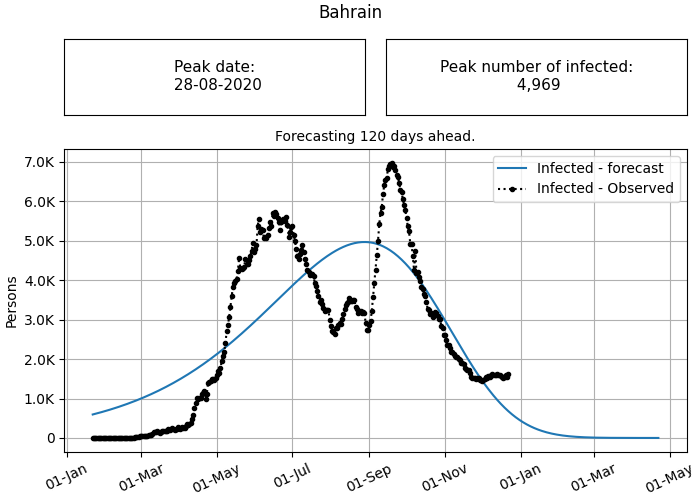 Bahrain
Peak date:
28-08-2020
Peak number of infected:
4,969
Forecasting 120 days ahead.
7.0K
6.0K
5.0K
4.0K
3.0K
2.0K
1.0K
0
Persons
Infected - forecast
Infected - Observed
01-Jan
01-Mar
01-May
01-Jul
01-Sep
01-Nov
01-Jan
01-Mar
01-May